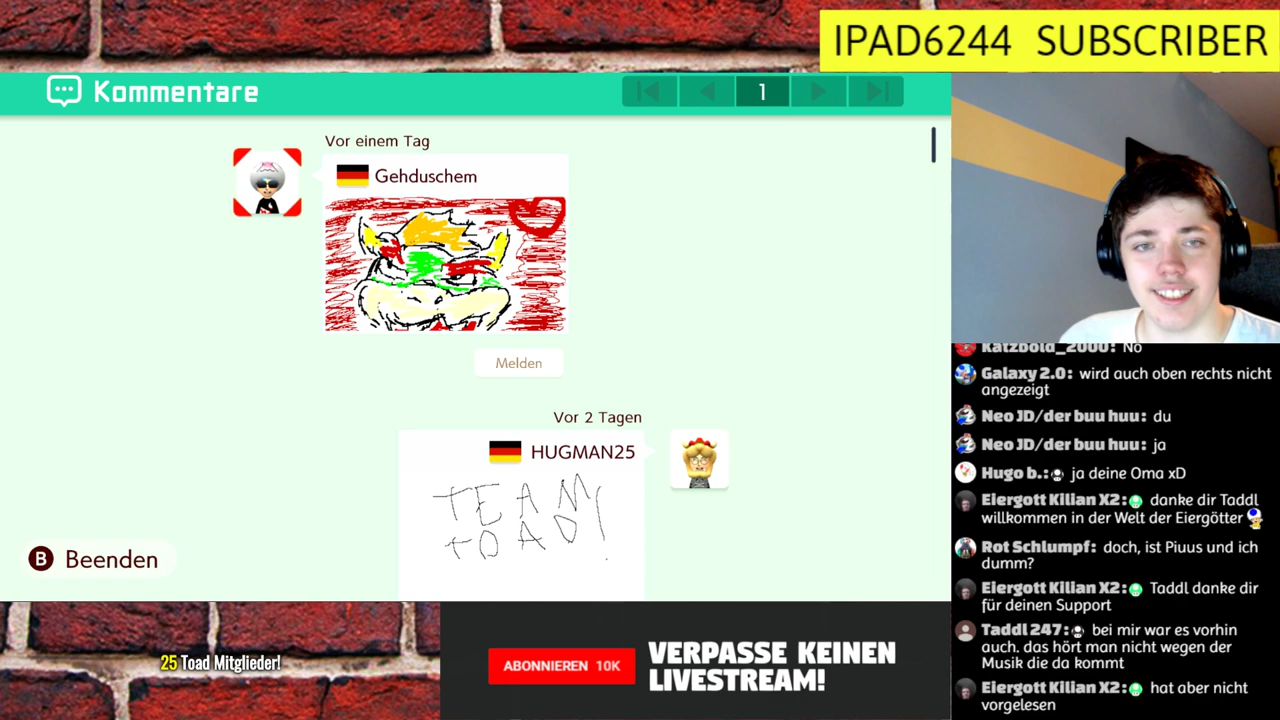 IPAD6244 SUBSCRIBER
Kommentare
1
Vor einem Tag
Gehduschem
Melden
Vor 2 Tagen
HUGMAN25
TEAM
TOAD!
B Beenden
Katzbold_2000: No
Galaxy 2.0: wird auch oben rechts nicht
angezeigt
Neo JD/der buu huu: du
Neo JD/der buu huu: ja
Hugo b.: ja deine Oma xD
Eiergott Kilian X2: danke dir Taddl
willkommen in der Welt der Eiergötter
Rot Schlumpf: doch, ist Piuus und ich
dumm?
Eiergott Kilian X2: Taddl danke dir
für deinen Support
Taddl 247: bei mir war es vorhin
auch. das hört man nicht wegen der
Musik die da kommt
Eiergott Kilian X2: hat aber nicht
vorgelesen
25 Toad Mitglieder!
ABONNIEREN 10K
VERPASSE KEINEN
LIVESTREAM!